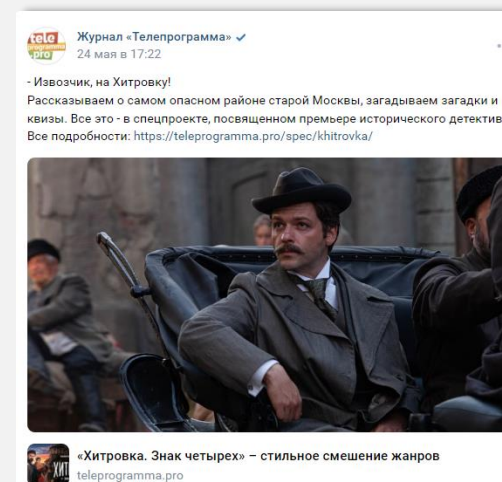 tele
programma
.pro
Журнал «Телепрограмма»
24 мая в 17:22
- Извозчик, на Хитровку!
Рассказываем о самом опасном районе старой Москвы, загадываем загадки и
квизы. Все это - в спецпроекте, посвященном премьере исторического детектив
Все подробности: https://teleprogramma.pro/spec/khitrovka/
ХИТ
«Хитровка. Знак четырех» – стильное смешение жанров
teleprogramma.pro